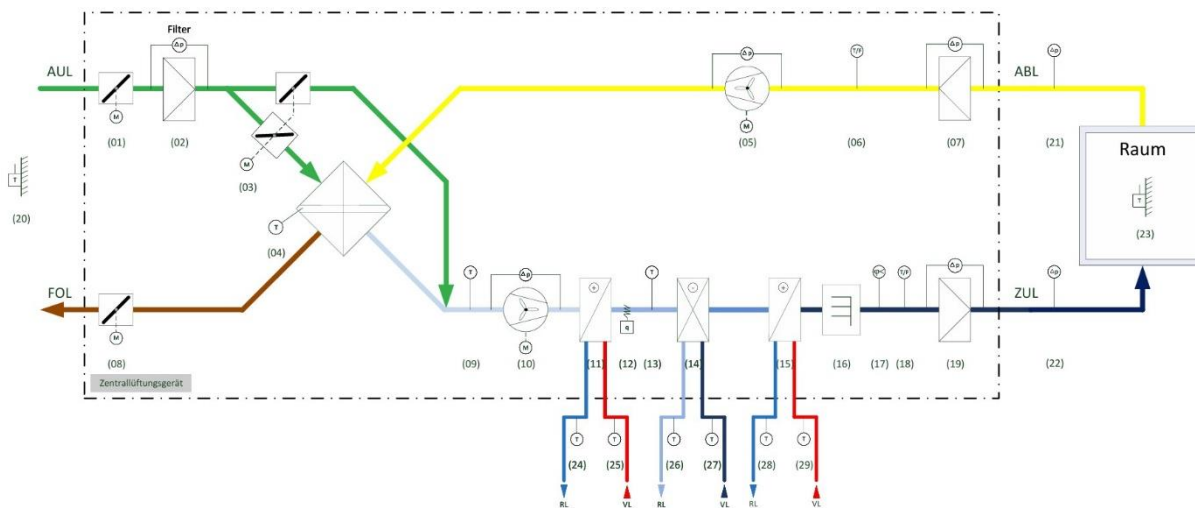 Filter
Δp
Δp
T/F
Δp
Δp
AUL
ABL
M
M
(01)
(02)
(05)
(06)
(07)
(21)
M
(03)
Raum
T
T
(20)
(23)
T
(04)
T
Δp
T
T/F
Δp
Δp
FOL
ZUL
M
M
q
(08)
(09)
(10)
(11)
(12)
(13)
(14)
(15)
(16)
(17)
(18)
(19)
(22)
Zentrallüftungsgerät
T
T
T
T
T
T
(24)
(25)
(26)
(27)
(28)
(29)
RL
VL
RL
VL
RL
VL